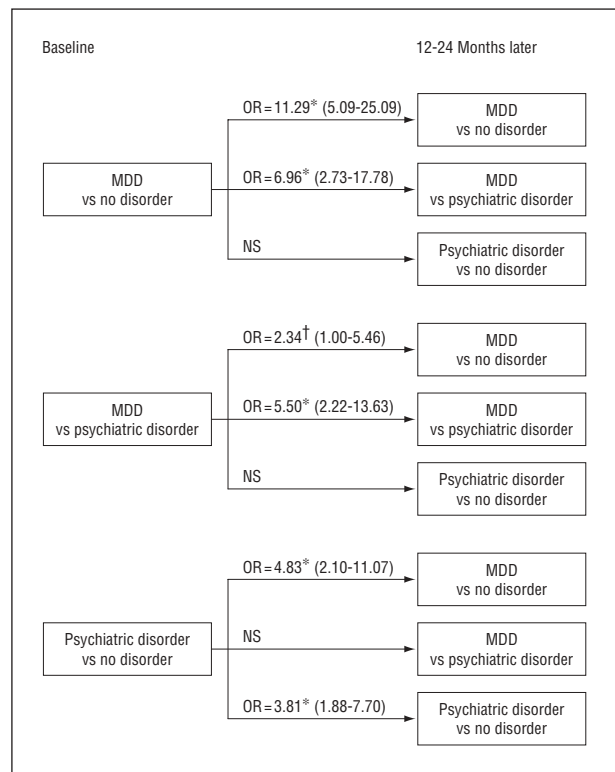 Baseline
12-24 Months later
MDD
vs no disorder
OR = 11.29* (5.09-25.09)
MDD
vs no disorder
OR = 6.96* (2.73-17.78)
MDD
vs psychiatric disorder
NS
Psychiatric disorder
vs no disorder
MDD
vs psychiatric disorder
OR = 2.34† (1.00-5.46)
MDD
vs no disorder
OR = 5.50* (2.22-13.63)
MDD
vs psychiatric disorder
NS
Psychiatric disorder
vs no disorder
Psychiatric disorder
vs no disorder
OR = 4.83* (2.10-11.07)
MDD
vs no disorder
NS
MDD
vs psychiatric disorder
OR = 3.81* (1.88-7.70)
Psychiatric disorder
vs no disorder